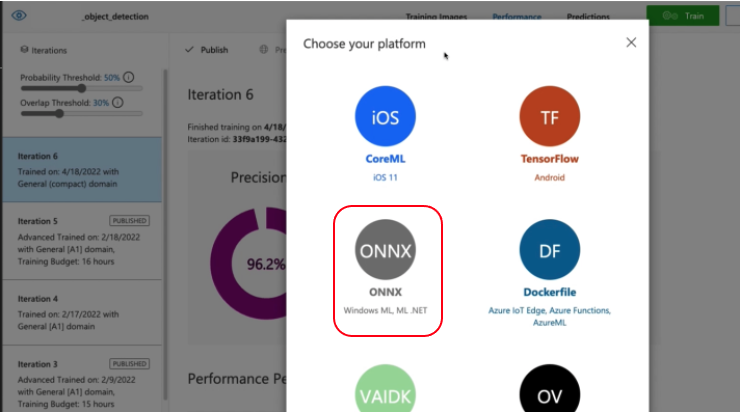 _object_detection
Training Images
Performance
Predictions
Train
Iterations
Publish
Choose your platform
Probability Threshold: 50%
Overlap Threshold: 30%
Iteration 6
Finished training on 4/18/
Iteration id: 33f9a199-432
Iteration 6
Trained on: 4/18/2022 with
General (compact) domain
Iteration 5
PUBLISHED
Advanced Trained on: 2/18/2022
with General [A1] domain,
Training Budget: 16 hours
Iteration 4
Trained on: 2/17/2022 with
General [A1] domain
Iteration 3
PUBLISHED
Advanced Trained on: 2/9/2022
with General [A1] domain,
Training Budget: 15 hours
Precision
96.2%
Performance Pe
iOS
CoreML
iOS 11
TF
TensorFlow
Android
ONNX
ONNX
Windows ML, ML .NET
DF
Dockerfile
Azure IoT Edge, Azure Functions,
AzureML
VAIDK
OV